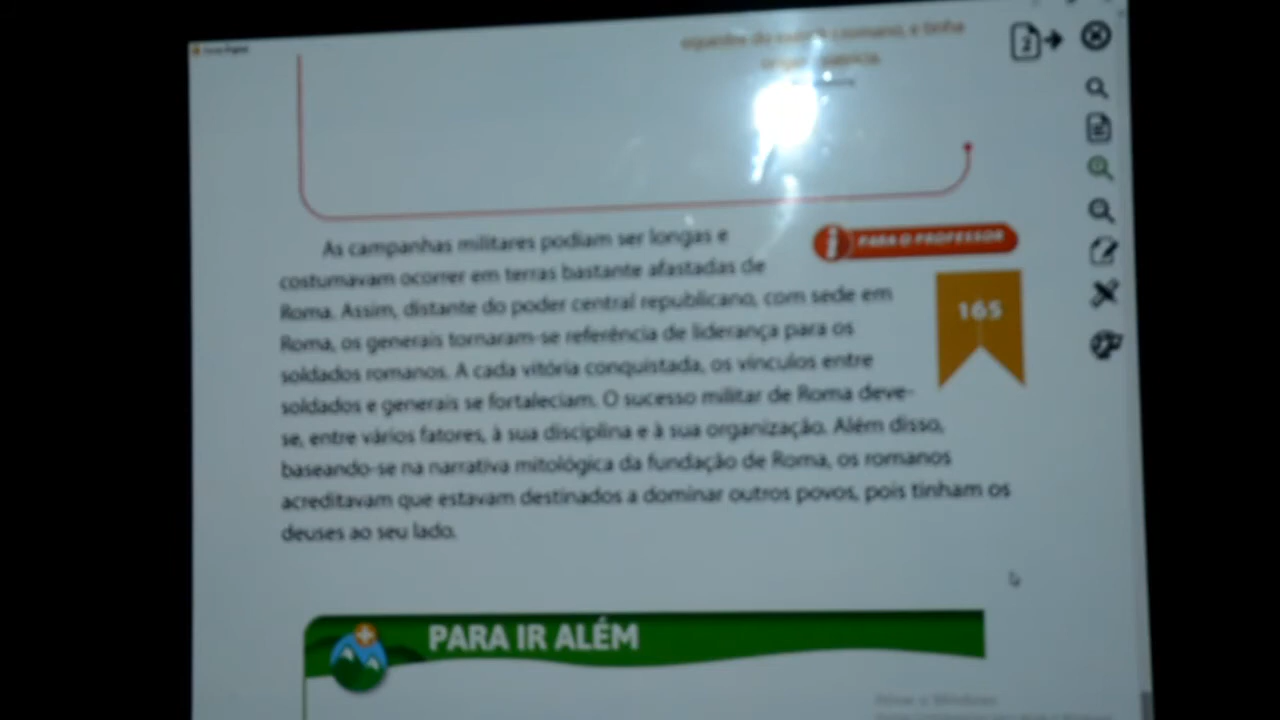 e tinha
2
As campanhas militares podiam ser longas e
PARA O PROFESSOR
costumavam ocorrer em terras bastante afastadas de
Roma. Assim, distante do poder central republicano, com sede em
165
Roma, os generais tornaram-se referência de liderança para os
soldados romanos. A cada vitória conquistada, os vínculos entre
soldados e generais se fortaleciam. O sucesso militar de Roma deve-
se, entre vários fatores, à sua disciplina e à sua organização. Além disso,
baseando-se na narrativa mitológica da fundação de Roma, os romanos
acreditavam que estavam destinados a dominar outros povos, pois tinham os
deuses ao seu lado.
PARA IR ALÉM